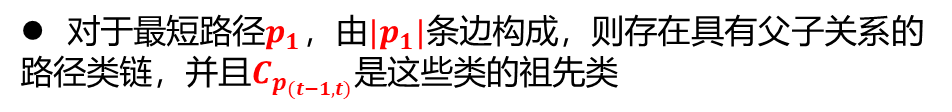 ● 对于最短路径p₁，由|p₁|条边构成，则存在具有父子关系的
路径类链，并且C_{p_{(t−1,t)}}是这些类的祖先类